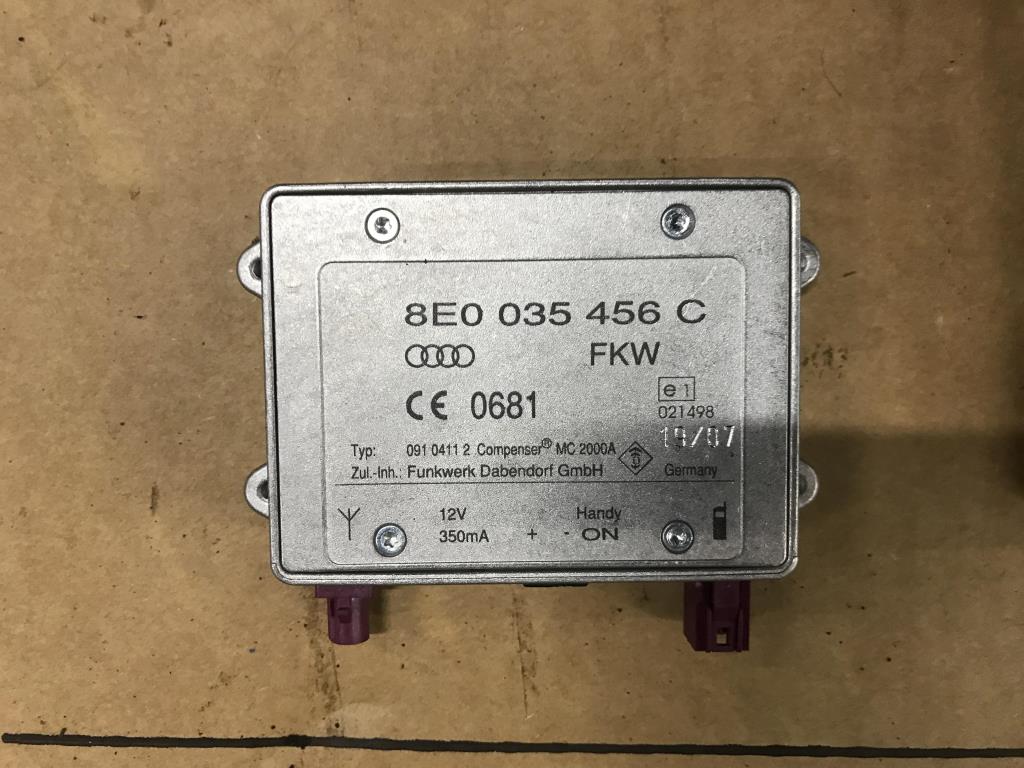 8E0 035 456 C
FKW
CE 0681
e1
021498
19/07
Typ: 091 0411 2 Compenser® MC 2000A
Zul.-Inh.: Funkwerk Dabendorf GmbH Germany
12V Handy
350mA + - ON